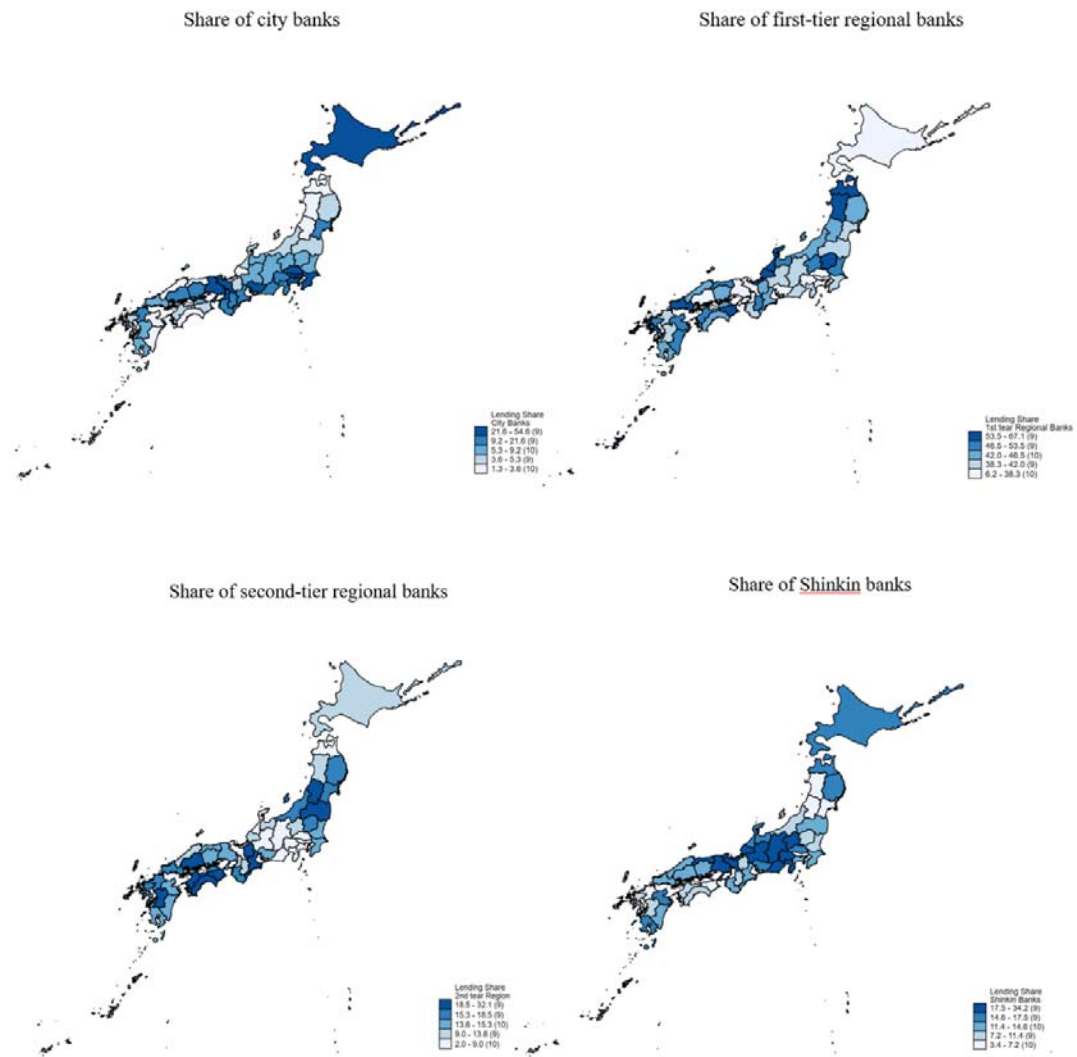 Share of city banks
Share of first-tier regional banks
Lending Share
City Banks
21.6 - 54.6 (9)
9.2 - 21.6 (9)
5.3 - 9.2 (10)
3.6 - 5.3 (9)
1.3 - 3.6 (10)
Lending Share
1st tear Regional Banks
53.5 - 67.1 (9)
46.5 - 53.5 (9)
42.0 - 46.5 (10)
38.3 - 42.0 (9)
6.2 - 38.3 (10)
Share of second-tier regional banks
Share of Shinkin banks
Lending Share
2nd tear Region
18.5 - 32.1 (9)
15.3 - 18.5 (9)
13.6 - 15.3 (10)
9.0 - 13.6 (9)
2.0 - 9.0 (10)
Lending Share
Shinkin Banks
17.5 - 34.2 (9)
14.6 - 17.5 (9)
11.4 - 14.6 (10)
7.2 - 11.4 (9)
3.4 - 7.2 (10)